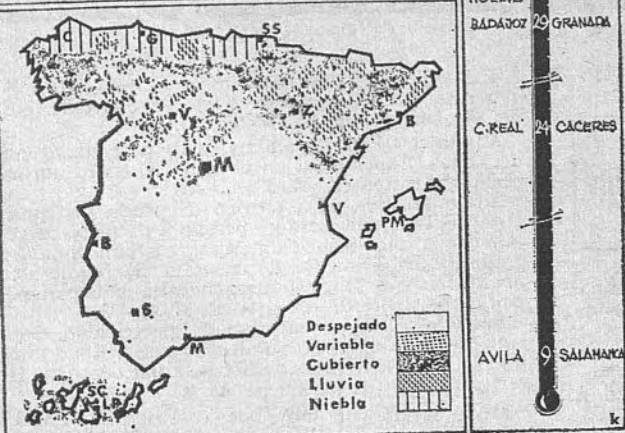 C G SS
V Z B
M
V
PM
B
S
M
SC
LP
Despejado
Variable
Cubierto
Lluvia
Niebla
BADAJOZ 29 GRANADA
C.REAL 24 CACERES
AVILA 9 SALAMANCA
k